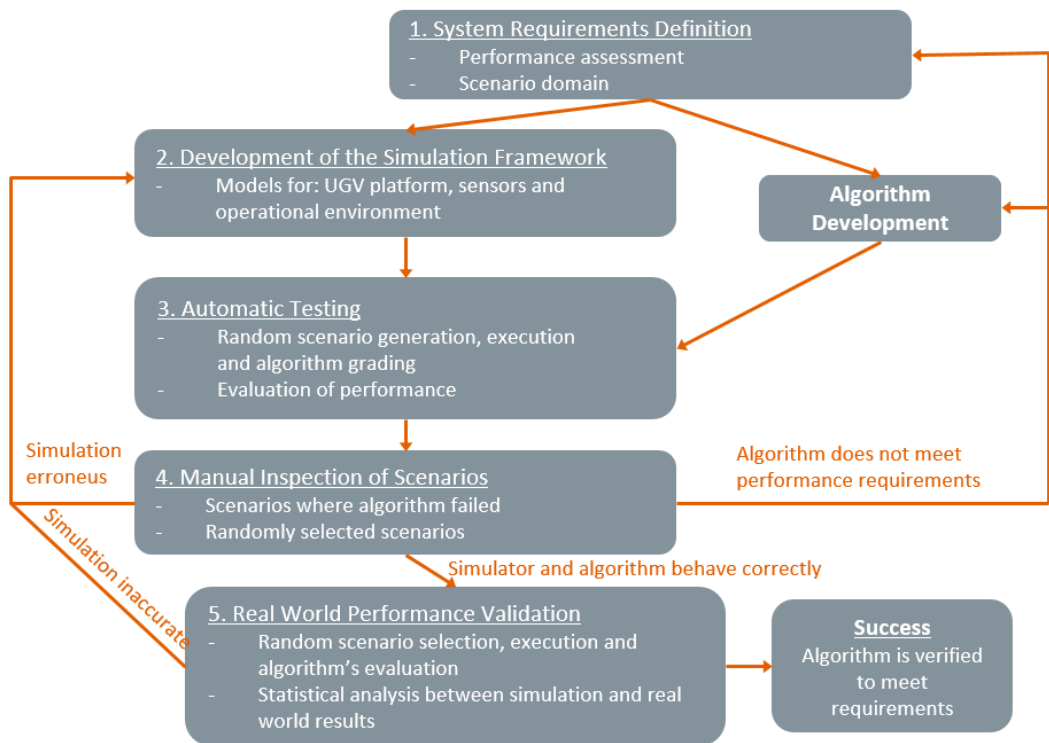 1. System Requirements Definition
- Performance assessment
- Scenario domain
2. Development of the Simulation Framework
- Models for: UGV platform, sensors and
operational environment
Algorithm
Development
3. Automatic Testing
- Random scenario generation, execution
and algorithm grading
- Evaluation of performance
Simulation
erroneus
Algorithm does not meet
performance requirements
4. Manual Inspection of Scenarios
- Scenarios where algorithm failed
- Randomly selected scenarios
Simulation inaccurate
Simulator and algorithm behave correctly
5. Real World Performance Validation
- Random scenario selection, execution and
algorithm’s evaluation
- Statistical analysis between simulation and real
world results
Success
Algorithm is verified
to meet
requirements